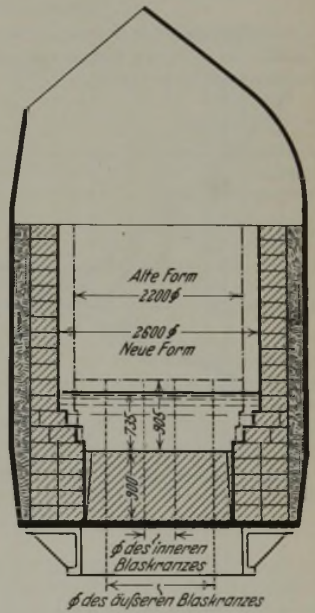 Alte Form
2200 ϕ
2600 ϕ
Neue Form
735
905
900
ϕ des inneren
Blaskranzes
ϕ des äußeren Blaskranzes